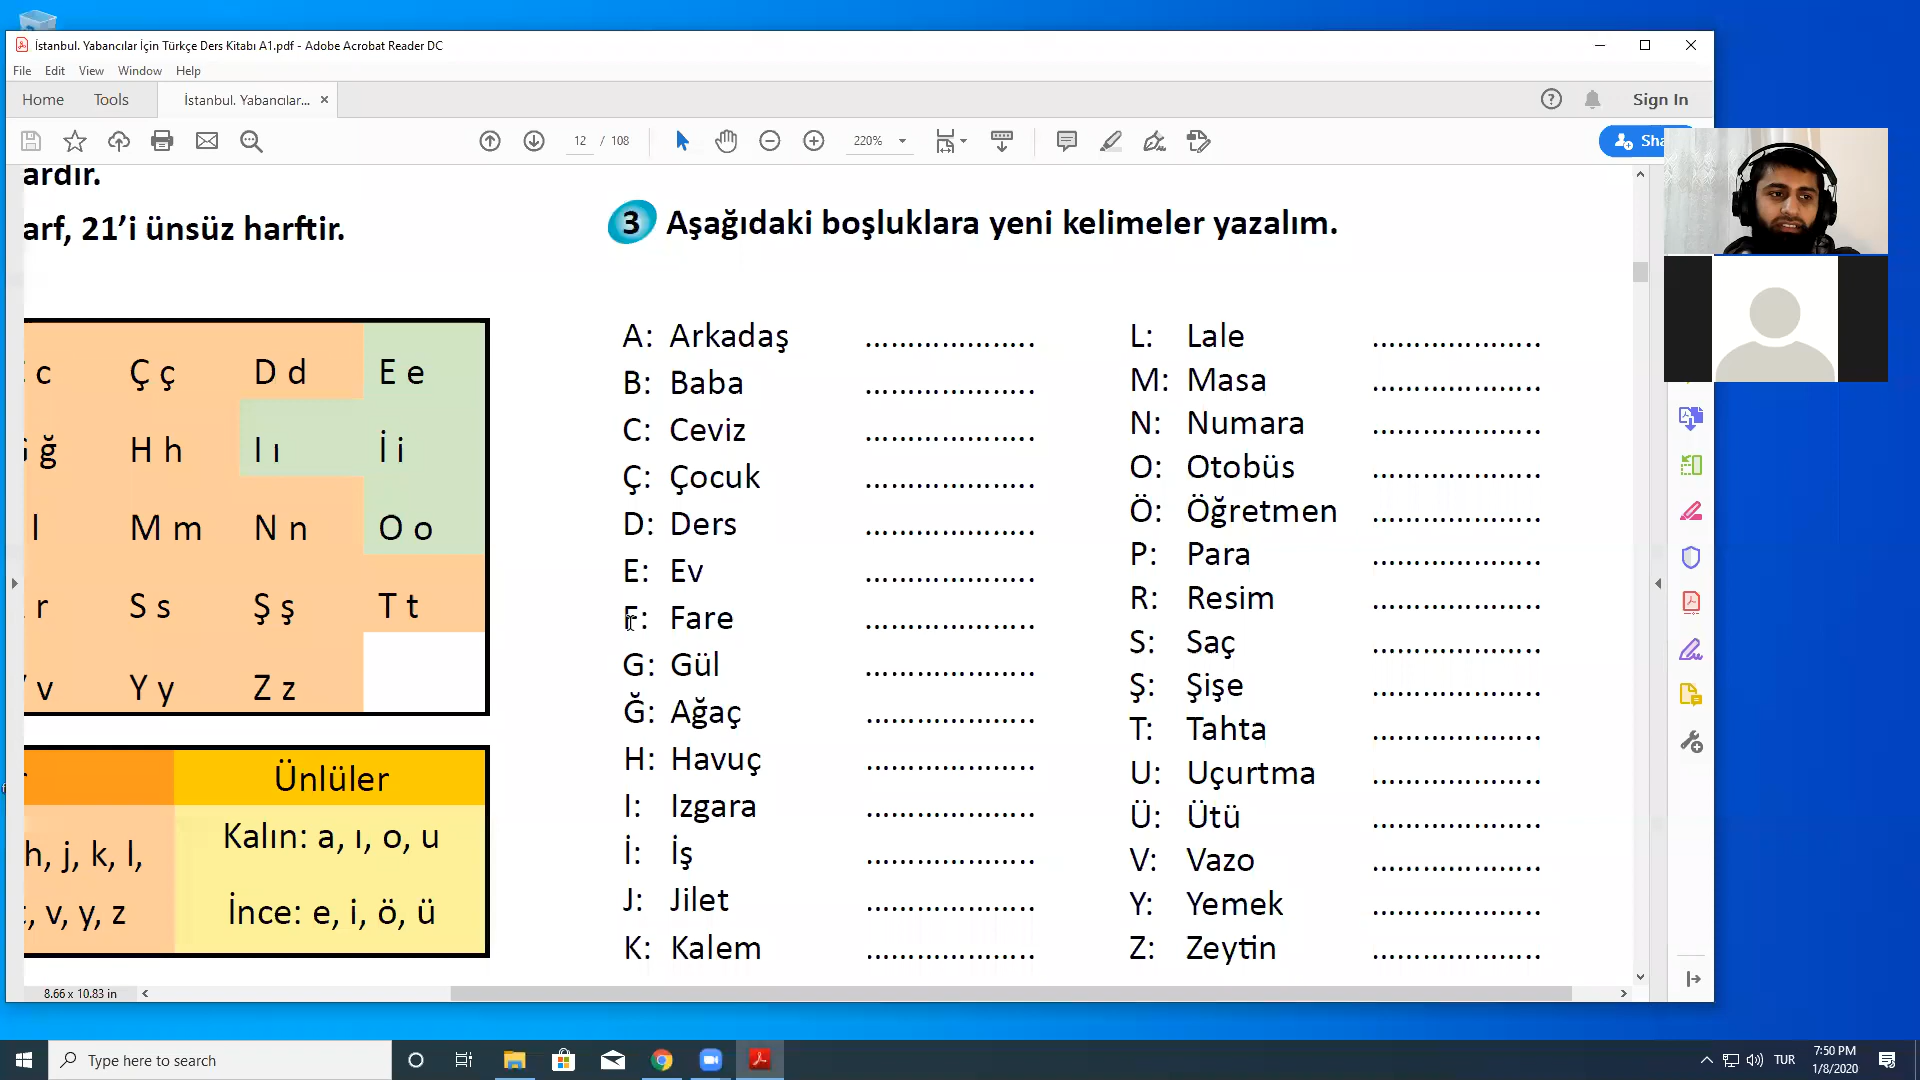 İstanbul. Yabancılar İçin Türkçe Ders Kitabı A1.pdf - Adobe Acrobat Reader DC
File Edit View Window Help
Home Tools İstanbul. Yabancılar... Sign In
12 / 108 220% Sha
ardır.
arf, 21’i ünsüz harftir.
c Ç ç D d E e
ğ H h I ı İ i
l M m N n O o
r S s Ş ş T t
v Y y Z z
Ünlüler
h, j, k, l, Kalın: a, ı, o, u
, v, y, z İnce: e, i, ö, ü
3 Aşağıdaki boşluklara yeni kelimeler yazalım.
A: Arkadaş ....................
B: Baba ....................
C: Ceviz ....................
Ç: Çocuk ....................
D: Ders ....................
E: Ev ....................
F: Fare ....................
G: Gül ....................
Ğ: Ağaç ....................
H: Havuç ....................
I: Izgara ....................
İ: İş ....................
J: Jilet ....................
K: Kalem ....................
L: Lale ....................
M: Masa ....................
N: Numara ....................
O: Otobüs ....................
Ö: Öğretmen ....................
P: Para ....................
R: Resim ....................
S: Saç ....................
Ş: Şişe ....................
T: Tahta ....................
U: Uçurtma ....................
Ü: Ütü ....................
V: Vazo ....................
Y: Yemek ....................
Z: Zeytin ....................
8.66 x 10.83 in
Type here to search
TUR
7:50 PM
1/8/2020